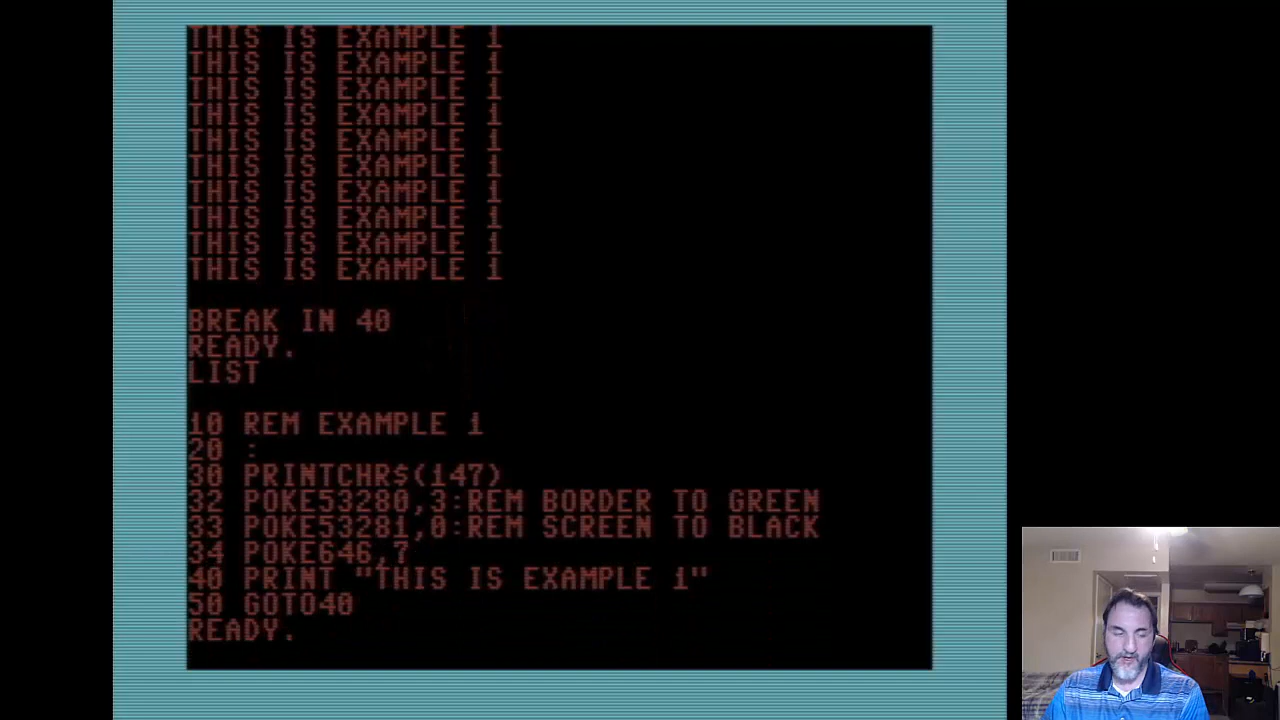 THIS IS EXAMPLE 1
THIS IS EXAMPLE 1
THIS IS EXAMPLE 1
THIS IS EXAMPLE 1
THIS IS EXAMPLE 1
THIS IS EXAMPLE 1
THIS IS EXAMPLE 1
THIS IS EXAMPLE 1
THIS IS EXAMPLE 1
THIS IS EXAMPLE 1
BREAK IN 40
READY.
LIST
10 REM EXAMPLE 1
20 :
30 PRINTCHR$(147)
32 POKE53280,3:REM BORDER TO GREEN
33 POKE53281,0:REM SCREEN TO BLACK
34 POKE646,7
40 PRINT "THIS IS EXAMPLE 1"
50 GOTO40
READY.